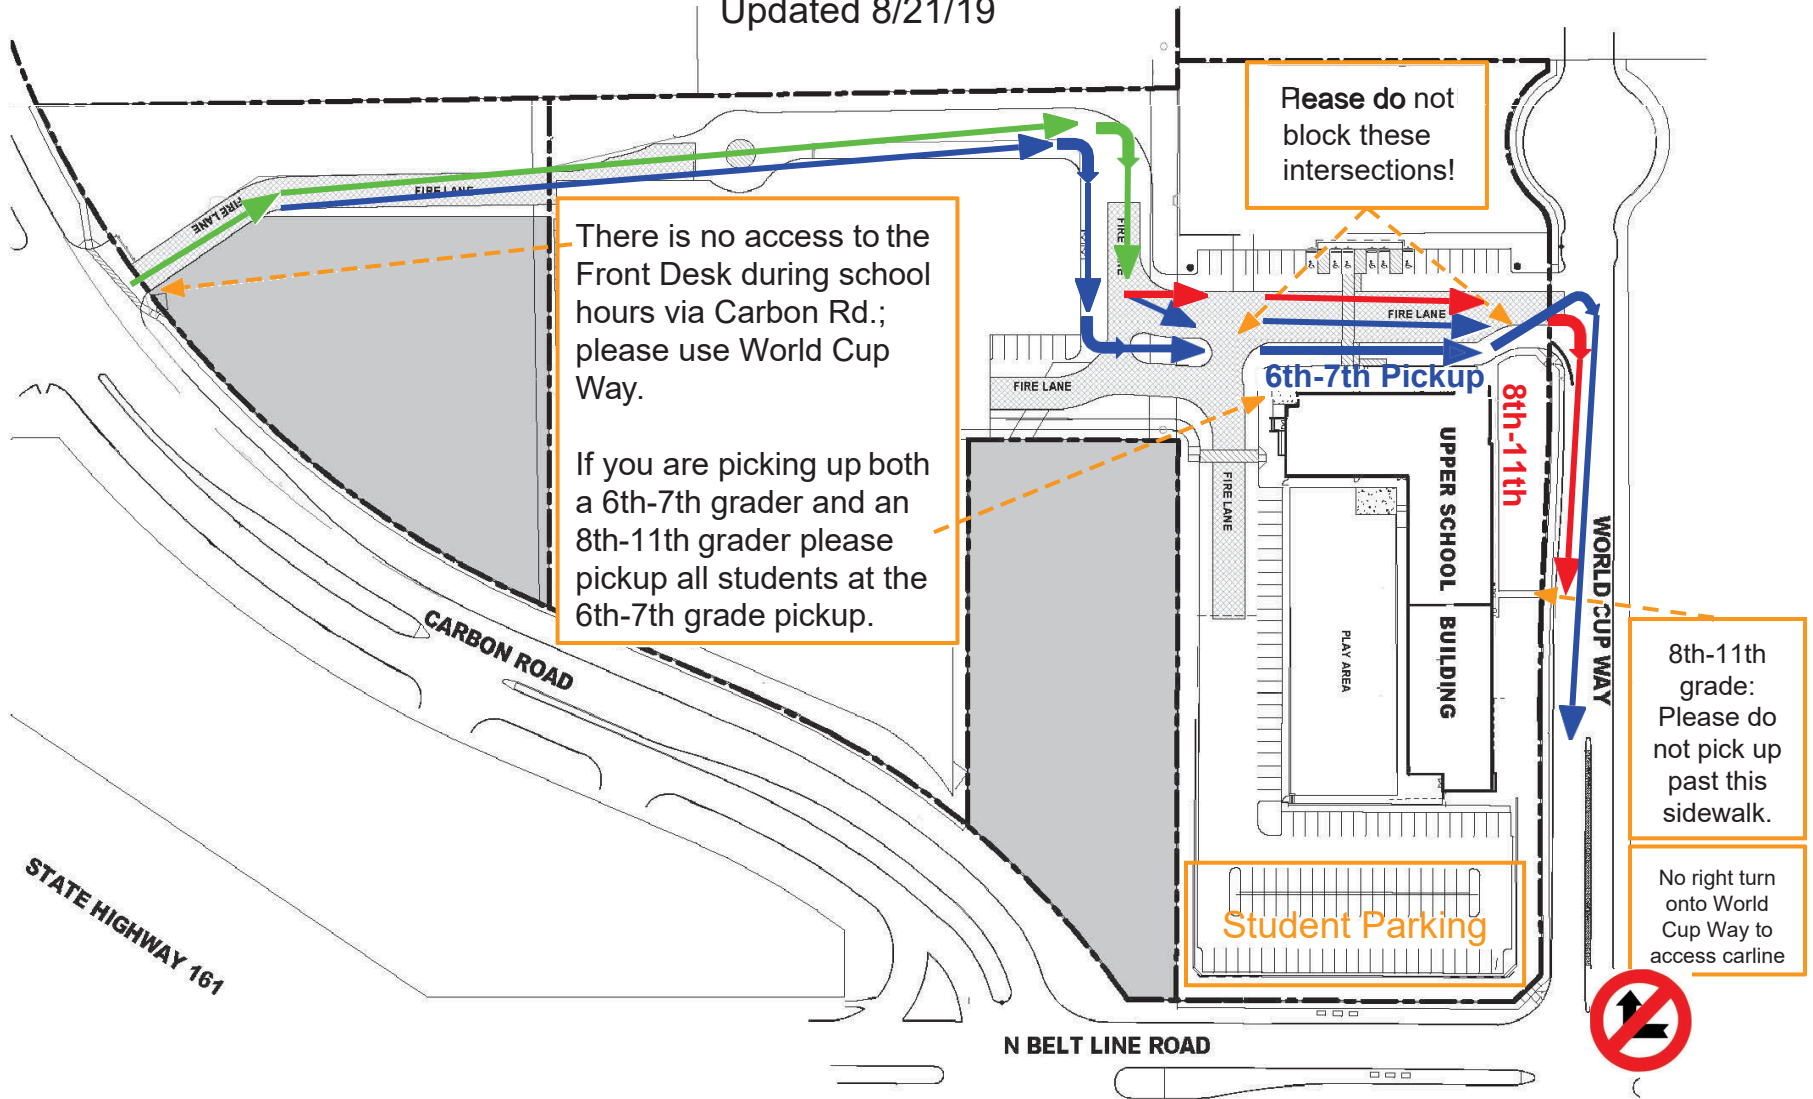 Updated 8/21/19
Please do not
block these
intersections!
FIRE LANE
FIRE LANE
There is no access to the
Front Desk during school
hours via Carbon Rd.;
please use World Cup
Way.
If you are picking up both
a 6th-7th grader and an
8th-11th grader please
pickup all students at the
6th-7th grade pickup.
FIRE
FIRE LANE
FIRE LANE
6th-7th Pickup
8th-11th
UPPER SCHOOL BUILDING
FIRE LANE
PLAY AREA
WORLD CUP WAY
CARBON ROAD
8th-11th
grade:
Please do
not pick up
past this
sidewalk.
No right turn
onto World
Cup Way to
access carline
Student Parking
STATE HIGHWAY 161
N BELT LINE ROAD